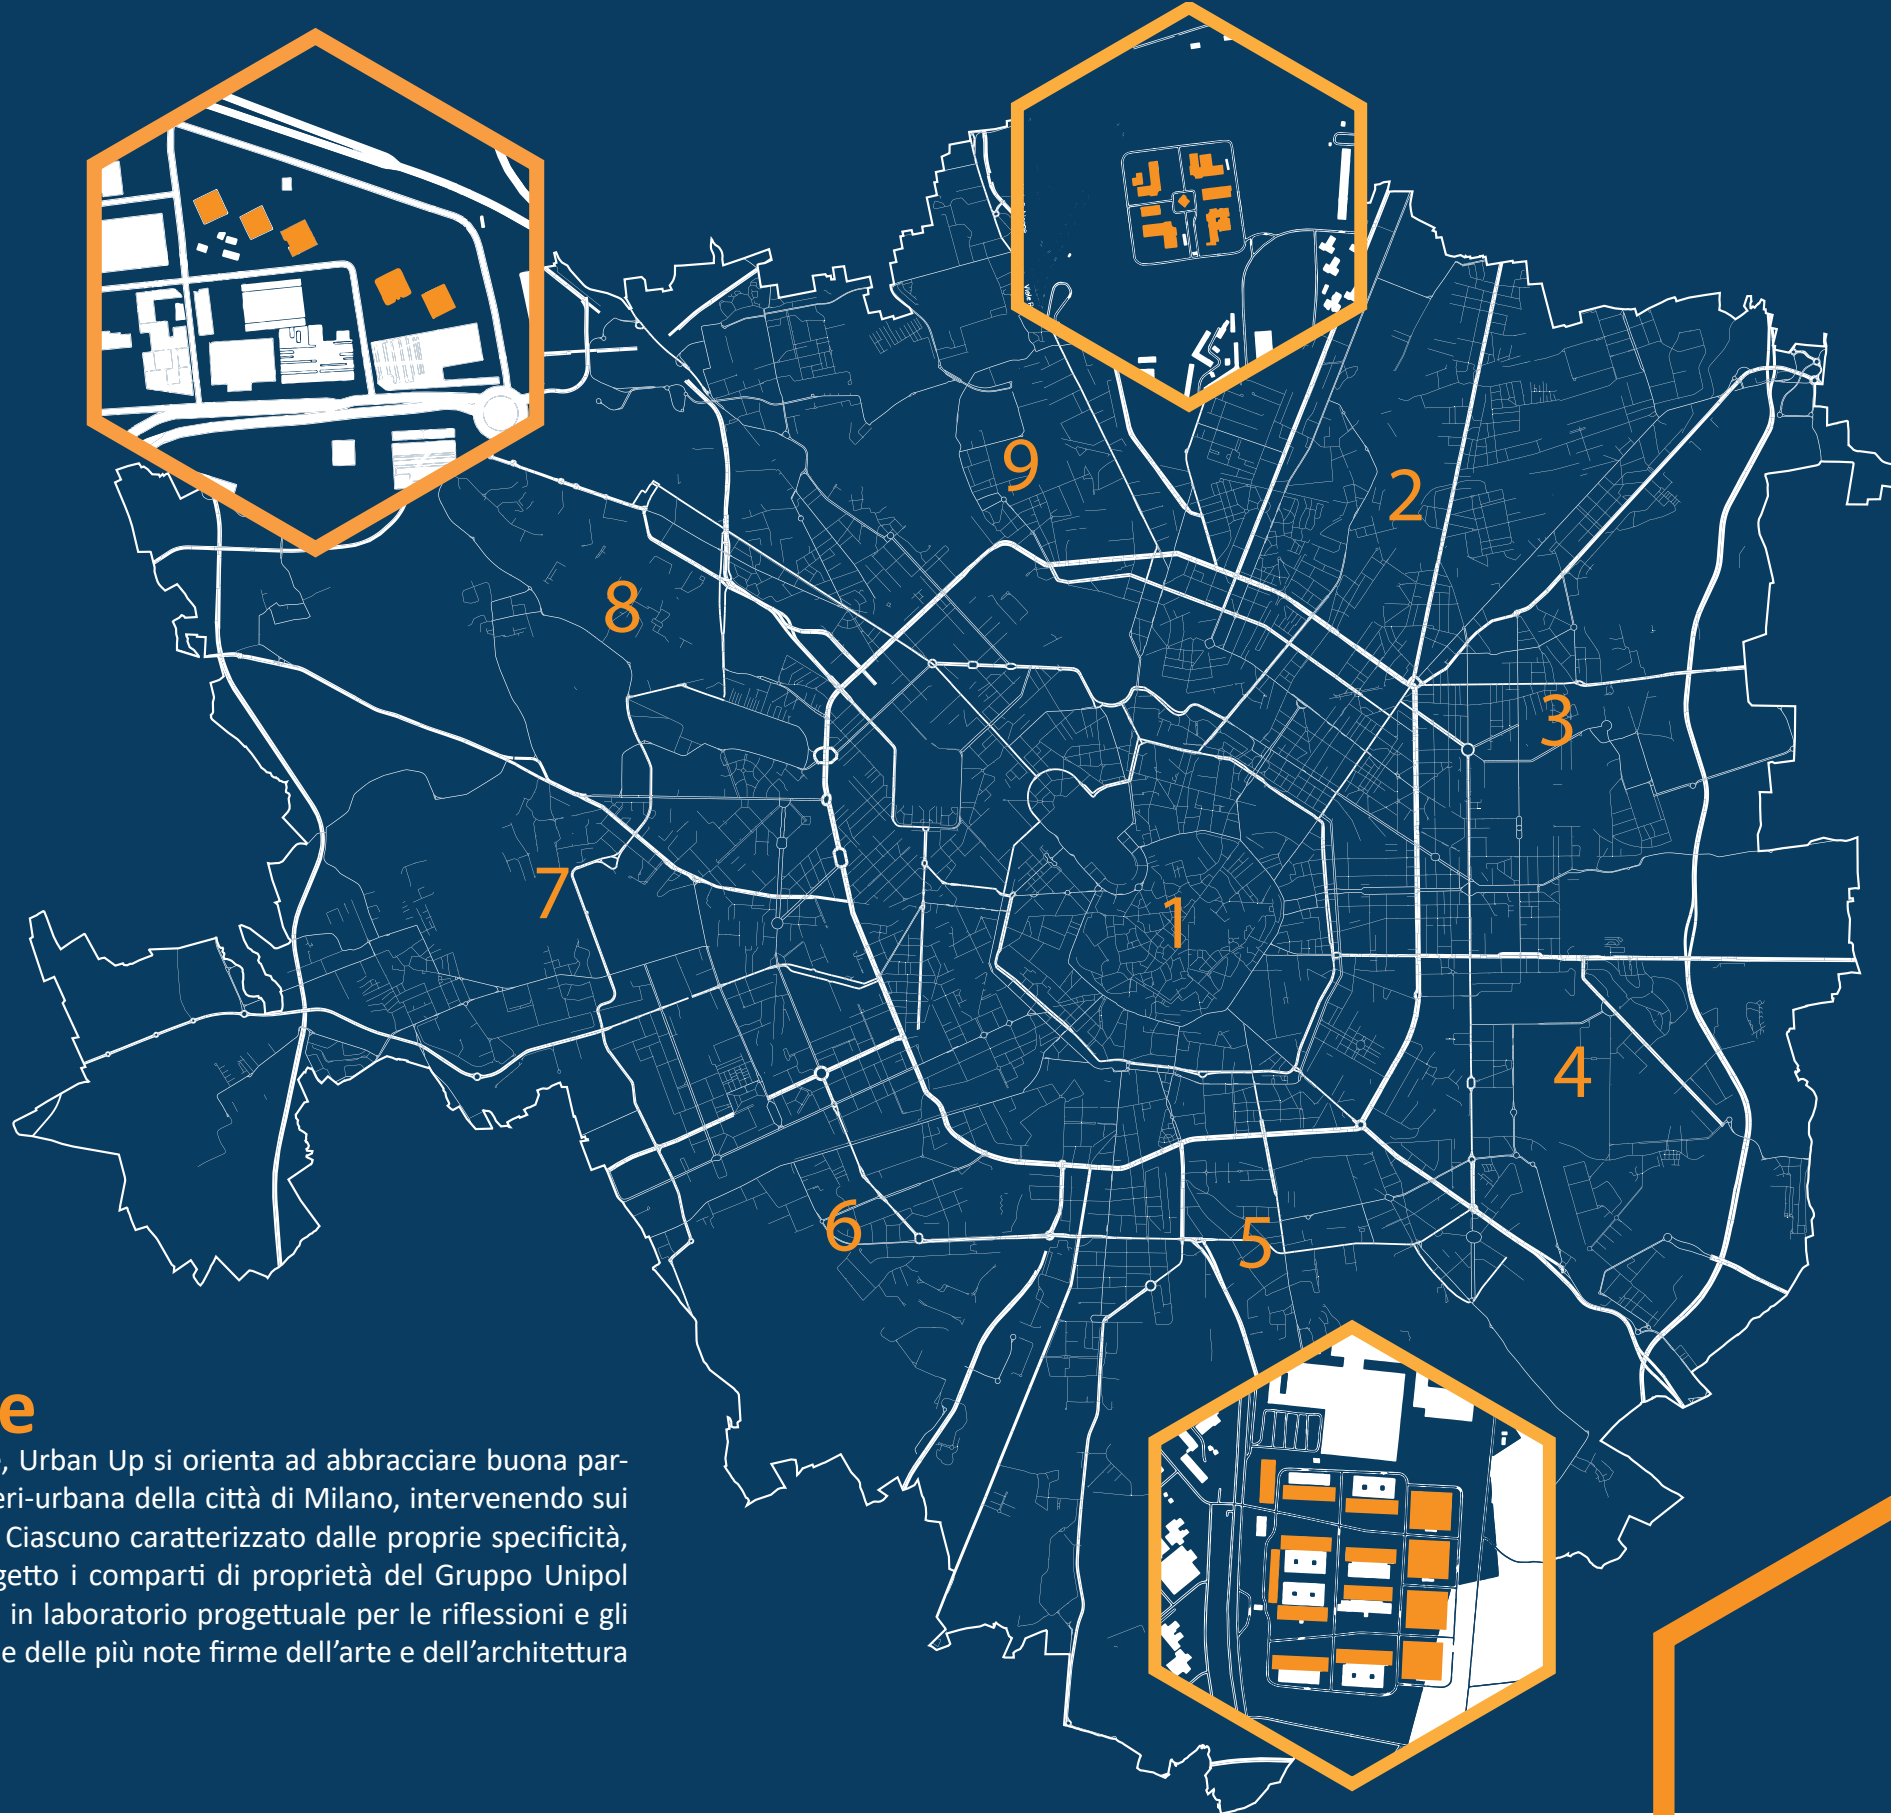 9
2
8
3
7
1
4
6
5
e
, Urban Up si orienta ad abbracciare buona par-
eri-urbana della città di Milano, intervenendo sui
Ciascuno caratterizzato dalle proprie specificità,
getto i comparti di proprietà del Gruppo Unipol
in laboratorio progettuale per le riflessioni e gli
e delle più note firme dell’arte e dell’architettura